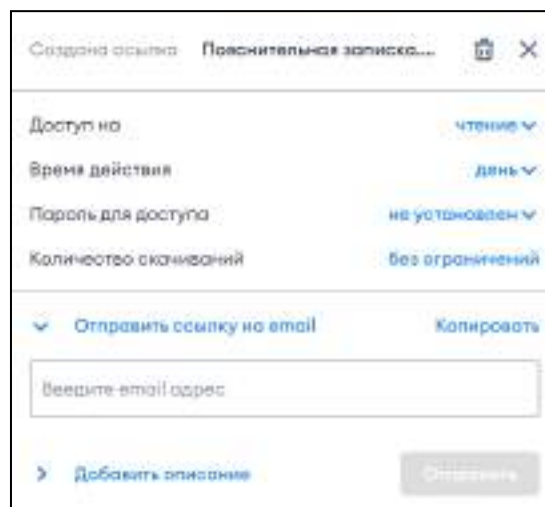 Создана ссылка Пояснительная записка....
Доступ на чтение
Время действия день
Пароль для доступа не установлен
Количество скачиваний без ограничений
Отправить ссылку на email Копировать
Введите email адрес
Добавить описание Отправить